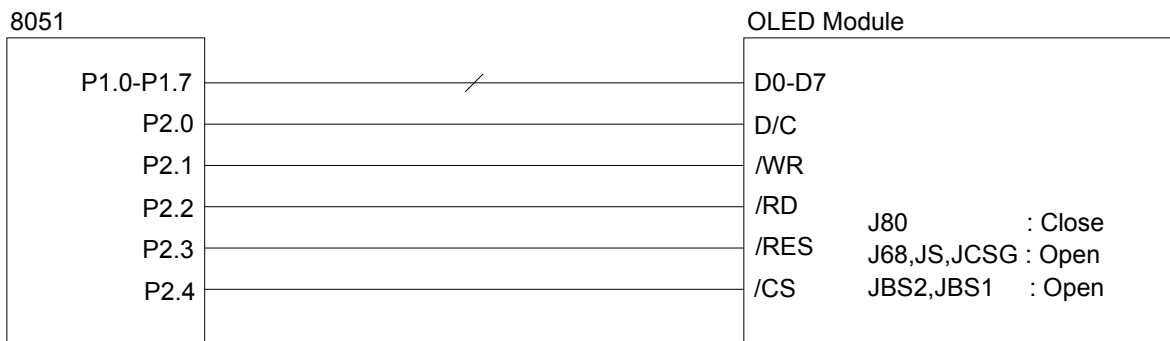 8051 OLED Module
P1.0-P1.7 D0-D7
P2.0 D/C
P2.1 /WR
P2.2 /RD
J80 : Close
P2.3 /RES
J68,JS,JCSG : Open
P2.4 /CS
JBS2,JBS1 : Open